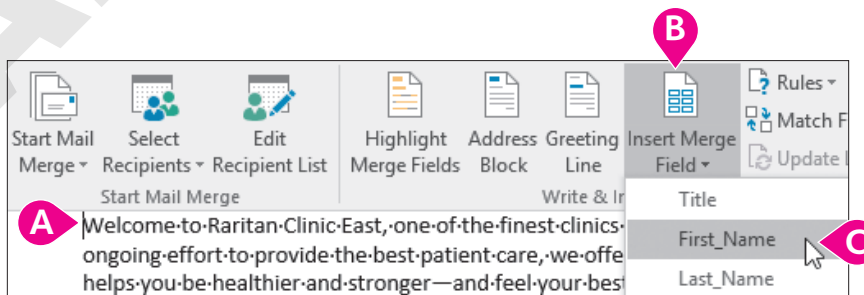 B
Start Mail Merge ▾
Select Recipients ▾
Edit Recipient List
Highlight Merge Fields
Address Block
Greeting Line
Insert Merge Field ▾
Rules ▾
Match F
Update
Start Mail Merge
Write & In
Title
A
Welcome·to·Raritan·Clinic·East,·one·of·the·finest·clinics·
First_Name
C
ongoing·effort·to·provide·the·best·patient·care,·we·offe
helps·you·be·healthier·and·stronger—and·feel·your·best
Last_Name